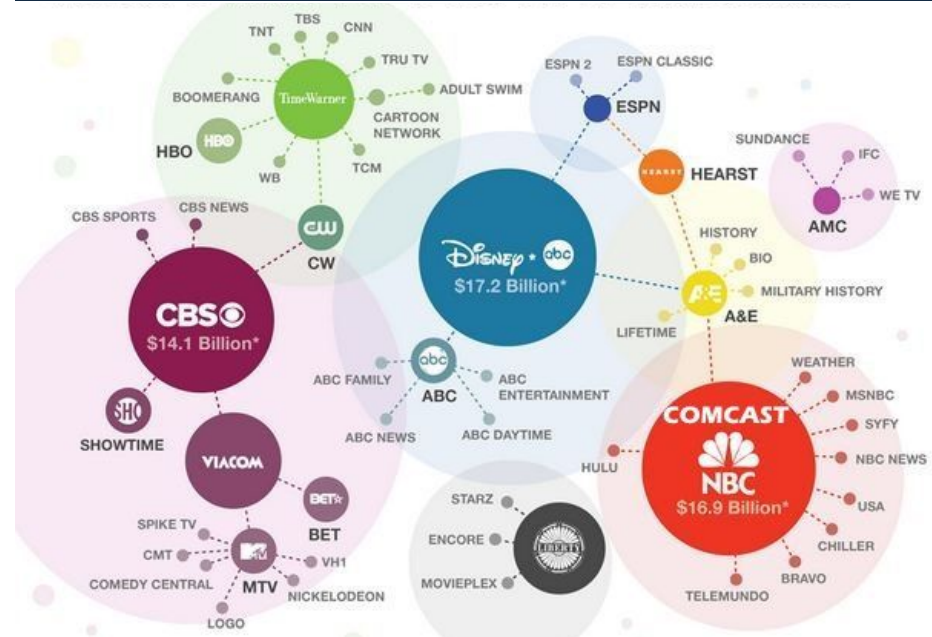 TBS
TNT
CNN
TRU TV
BOOMERANG
TimeWarner
ADULT SWIM
CARTOON
NETWORK
HBO
HBO
WB
TCM
CW
CW
ESPN 2
ESPN CLASSIC
ESPN
HEARST
HEARST
SUNDANCE
IFC
WE TV
AMC
CBS SPORTS
CBS NEWS
CBS
$14.1 Billion*
SHO
SHOWTIME
VIACOM
BET
BET
SPIKE TV
CMT
COMEDY CENTRAL
MTV
MTV
VH1
NICKELODEON
LOGO
Disney * abc
$17.2 Billion*
abc
ABC
ABC FAMILY
ABC
ENTERTAINMENT
ABC NEWS
ABC DAYTIME
HISTORY
BIO
MILITARY HISTORY
A&E
A&E
LIFETIME
COMCAST
NBC
$16.9 Billion*
WEATHER
MSNBC
SYFY
NBC NEWS
USA
CHILLER
BRAVO
TELEMUNDO
HULU
STARZ
ENCORE
MOVIEPLEX
LIBERTY